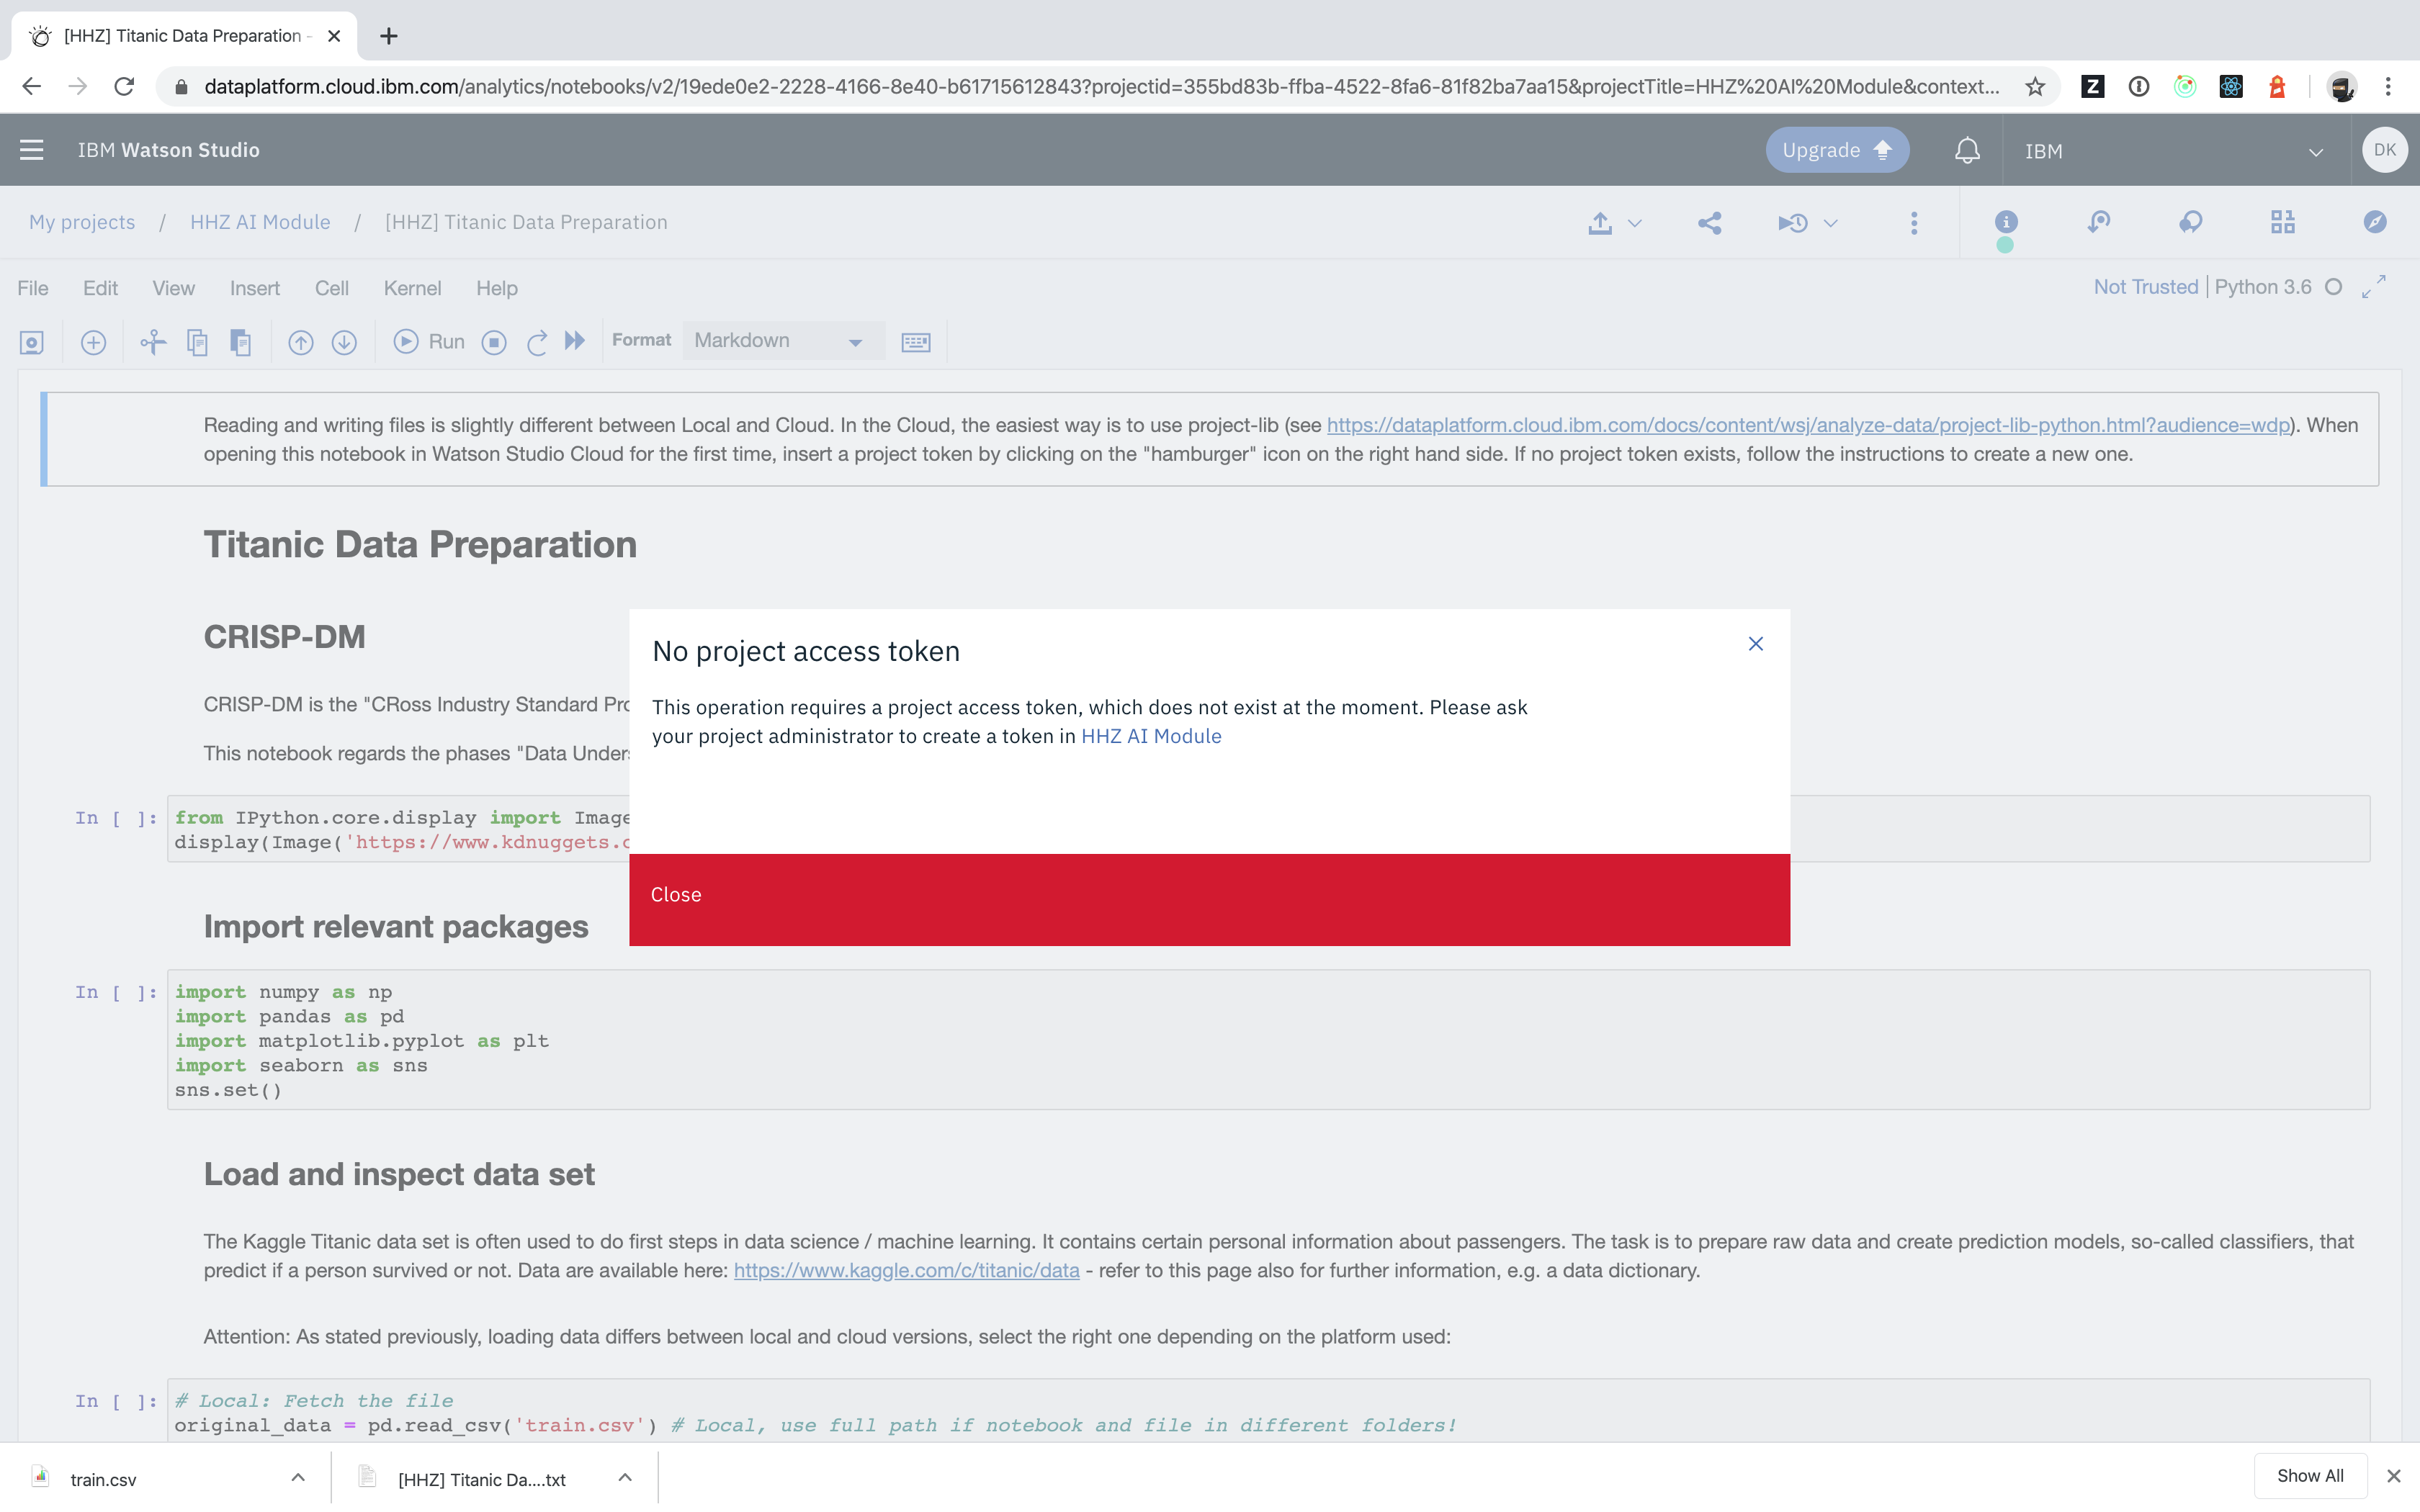 [HHZ] Titanic Data Preparation -
dataplatform.cloud.ibm.com/analytics/notebooks/v2/19ede0e2-2228-4166-8e40-b61715612843?projectid=355bd83b-ffba-4522-8fa6-81f82ba7aa15&projectTitle=HHZ%20AI%20Module&context...
IBM Watson Studio
Upgrade
IBM
DK
My projects / HHZ AI Module / [HHZ] Titanic Data Preparation
File Edit View Insert Cell Kernel Help
Not Trusted | Python 3.6
Run
Format
Markdown
Reading and writing files is slightly different between Local and Cloud. In the Cloud, the easiest way is to use project-lib (see https://dataplatform.cloud.ibm.com/docs/content/wsj/analyze-data/project-lib-python.html?audience=wdp). When
opening this notebook in Watson Studio Cloud for the first time, insert a project token by clicking on the "hamburger" icon on the right hand side. If no project token exists, follow the instructions to create a new one.
Titanic Data Preparation
CRISP-DM
CRISP-DM is the "CRoss Industry Standard Pro
This notebook regards the phases "Data Unders
In [ ]: from IPython.core.display import Image
display(Image('https://www.kdnuggets.c
No project access token
This operation requires a project access token, which does not exist at the moment. Please ask
your project administrator to create a token in HHZ AI Module
Close
Import relevant packages
In [ ]: import numpy as np
import pandas as pd
import matplotlib.pyplot as plt
import seaborn as sns
sns.set()
Load and inspect data set
The Kaggle Titanic data set is often used to do first steps in data science / machine learning. It contains certain personal information about passengers. The task is to prepare raw data and create prediction models, so-called classifiers, that
predict if a person survived or not. Data are available here: https://www.kaggle.com/c/titanic/data - refer to this page also for further information, e.g. a data dictionary.
Attention: As stated previously, loading data differs between local and cloud versions, select the right one depending on the platform used:
In [ ]: # Local: Fetch the file
original_data = pd.read_csv('train.csv') # Local, use full path if notebook and file in different folders!
train.csv
[HHZ] Titanic Da....txt
Show All